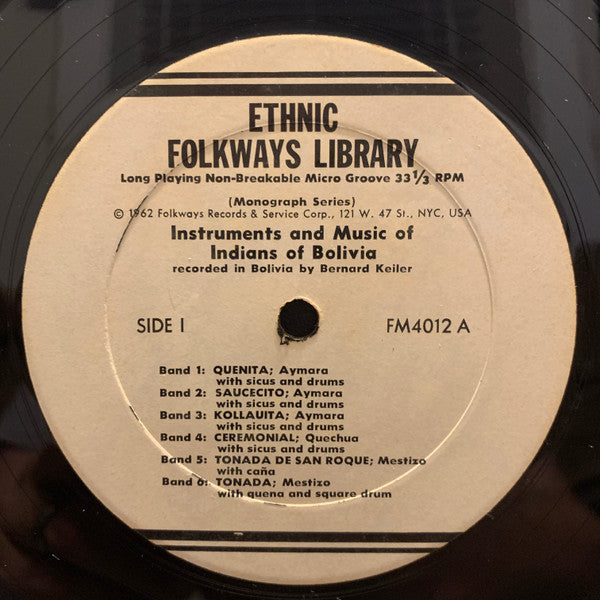 ETHNIC
FOLKWAYS LIBRARY
Long Playing Non-Breakable Micro Groove 33 1/3 RPM
(Monograph Series)
© 1962 Folkways Records & Service Corp., 121 W. 47 St., NYC, USA
Instruments and Music of
Indians of Bolivia
recorded in Bolivia by Bernard Keiler
SIDE I FM4012 A
Band 1: QUENITA; Aymara
with sicus and drums
Band 2: SAUCECITO; Aymara
with sicus and drums
Band 3: KOLLAUITA; Aymara
with sicus and drums
Band 4: CEREMONIAL; Quechua
with sicus and drums
Band 5: TONADA DE SAN ROQUE; Mestizo
with caña
Band 6: TONADA; Mestizo
with quena and square drum